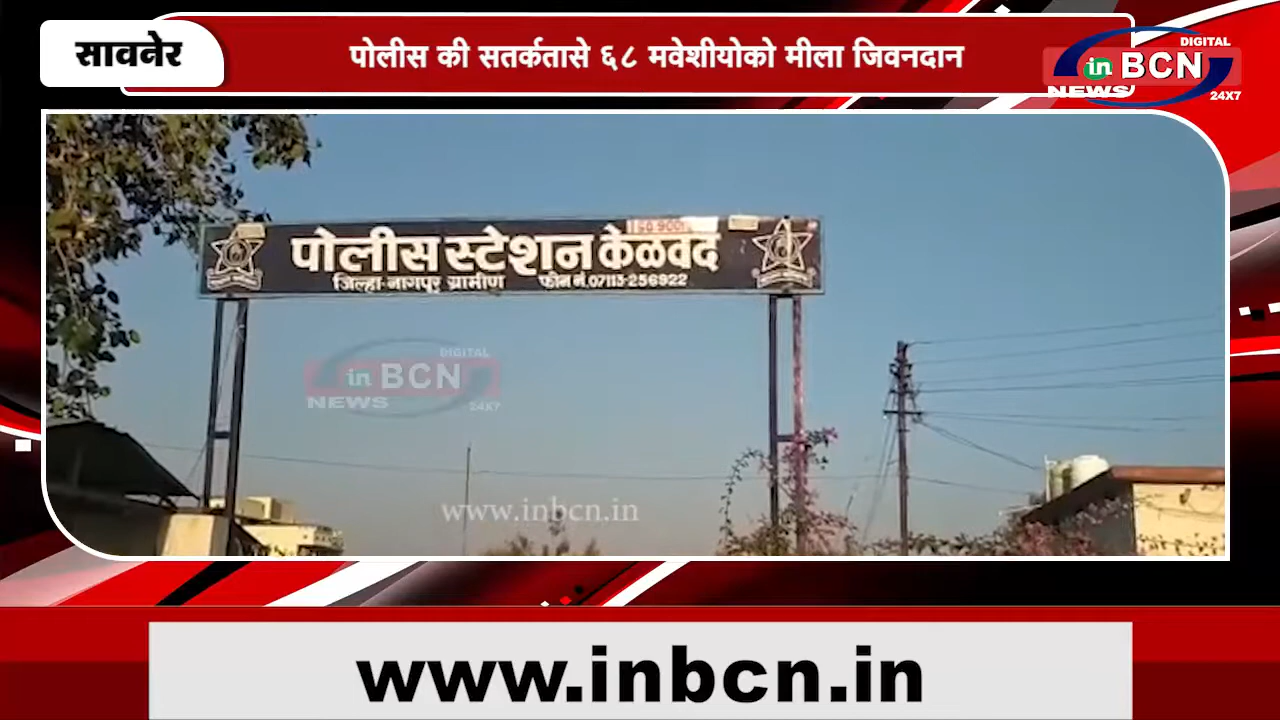 सावनेर
पोलीस की सतर्कतासे ६८ मवेशीयोको मीला जिवनदान
DIGITAL
in BCN
NEWS
24X7
पोलीस स्टेशन केळवद
जिल्हा-नागपुर ग्रामीण फोन नं.07113-256922
DIGITAL
in BCN
NEWS
24X7
www.inbcn.in
www.inbcn.in